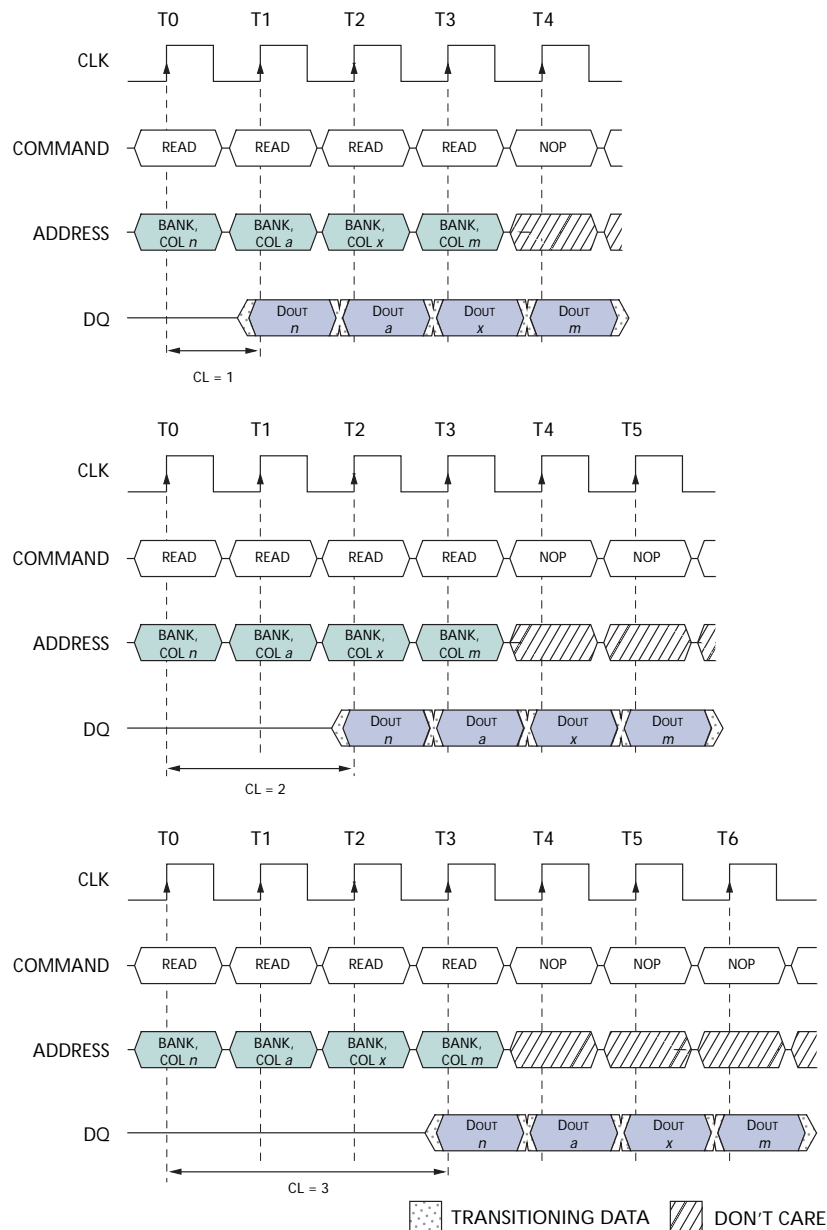 T0 T1 T2 T3 T4
CLK
COMMAND READ READ READ READ NOP
ADDRESS BANK, COL n BANK, COL a BANK, COL x BANK, COL m
DQ DOUT n DOUT a DOUT x DOUT m
CL = 1
T0 T1 T2 T3 T4 T5
CLK
COMMAND READ READ READ READ NOP NOP
ADDRESS BANK, COL n BANK, COL a BANK, COL x BANK, COL m
DQ DOUT n DOUT a DOUT x DOUT m
CL = 2
T0 T1 T2 T3 T4 T5 T6
CLK
COMMAND READ READ READ READ NOP NOP NOP
ADDRESS BANK, COL n BANK, COL a BANK, COL x BANK, COL m
DQ DOUT n DOUT a DOUT x DOUT m
CL = 3
TRANSITIONING DATA DON'T CARE